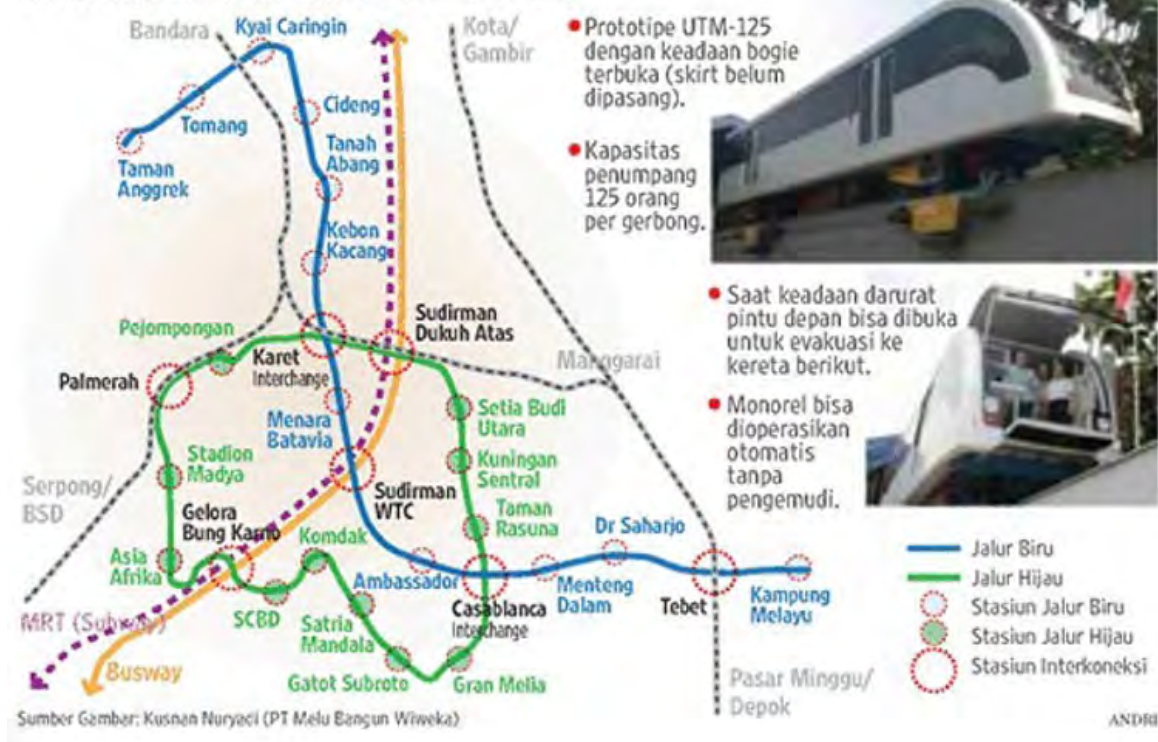 Bandara
Kyai Caringin
Kota/
Gambir
Cideng
Tomang
Tanah
Abang
Taman
Anggrek
Kebon
Kacang
Pejompongan
Sudirman
Dukuh Atas
Karet
Interchange
Palmerah
Manggarai
Menara
Batavia
Setia Budi
Utara
Stadion
Madya
Kuningan
Sentral
Serpong/
BSD
Sudirman
WTC
Gelora
Bung Karno
Taman
Rasuna
Komdak
Dr Saharjo
Asia
Afrika
Ambassador
Menteng
Dalam
Casablanca
Interchange
Tebet
Kampung
Melayu
MRT (Subway)
SCBD
Satria
Mandala
Busway
Gatot Subroto
Gran Melia
Pasar Minggu/
Depok
Prototipe UTM-125
dengan keadaan bogie
terbuka (skirt belum
dipasang).
Kapasitas
penumpang
125 orang
per gerbong.
Saat keadaan darurat
pintu depan bisa dibuka
untuk evakuasi ke
kereta berikut.
Monorel bisa
dioperasikan
otomatis
tanpa
pengemudi.
Jalur Biru
Jalur Hijau
Stasiun Jalur Biru
Stasiun Jalur Hijau
Stasiun Interkoneksi
Sumber Gambar: Kusnan Nuryadi (PT Melu Bangun Wiweka)
ANDRI